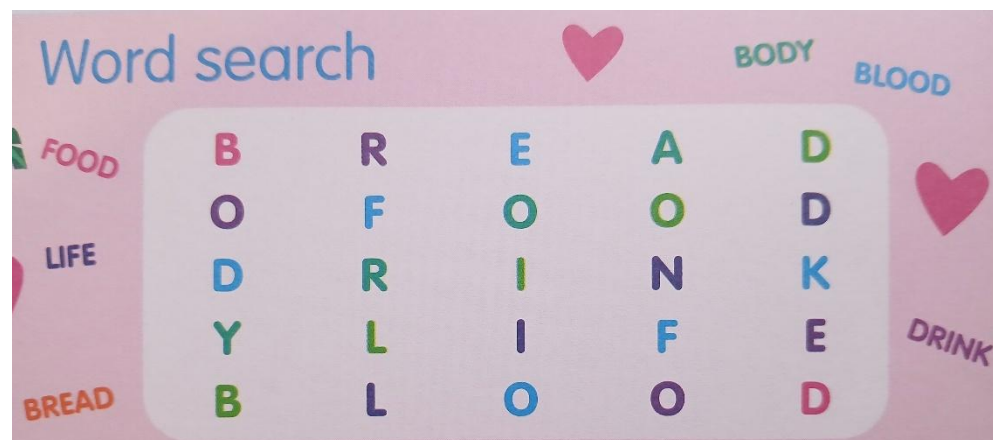 Word search
BODY
BLOOD
FOOD
LIFE
BREAD
DRINK
B R E A D
O F O O D
D R I N K
Y L I F E
B L O O D